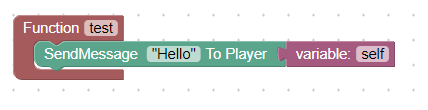 Function test
SendMessage "Hello" To Player variable: self